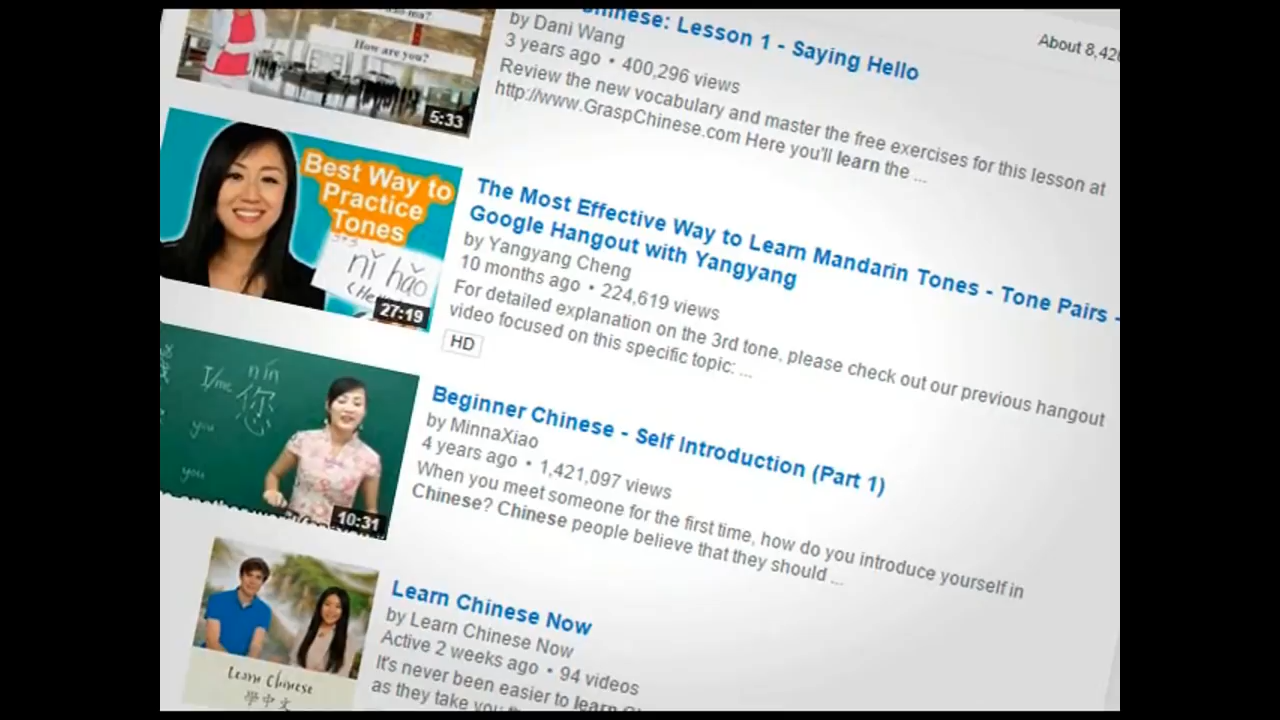 How are you?
5:33
Chinese: Lesson 1 - Saying Hello
About 8,42
by Dani Wang
3 years ago • 400,296 views
Review the new vocabulary and master the free exercises for this lesson at
http://www.GraspChinese.com Here you'll learn the ...
Best Way to
Practice
Tones
nǐ hǎo
27:19
The Most Effective Way to Learn Mandarin Tones - Tone Pairs -
Google Hangout with Yangyang
by Yangyang Cheng
10 months ago • 224,619 views
For detailed explanation on the 3rd tone, please check out our previous hangout
video focused on this specific topic: ...
HD
nín
I/me 您
you
you
10:31
Beginner Chinese - Self Introduction (Part 1)
by MinnaXiao
4 years ago • 1,421,097 views
When you meet someone for the first time, how do you introduce yourself in
Chinese? Chinese people believe that they should ...
Learn Chinese
學中文
Learn Chinese Now
by Learn Chinese Now
Active 2 weeks ago • 94 videos
It's never been easier to learn
as they take you